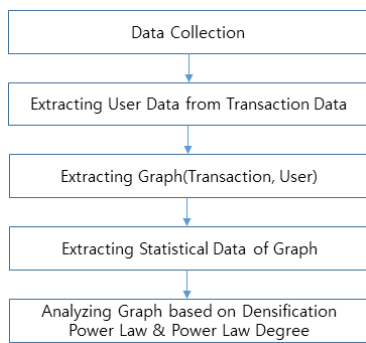 Data Collection
Extracting User Data from Transaction Data
Extracting Graph(Transaction, User)
Extracting Statistical Data of Graph
Analyzing Graph based on Densification
Power Law & Power Law Degree